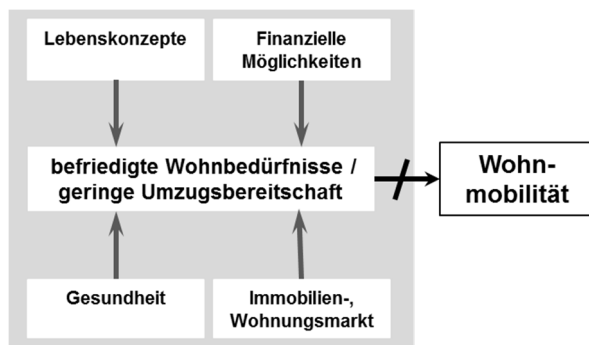 Lebenskonzepte
Finanzielle
Möglichkeiten
befriedigte Wohnbedürfnisse /
geringe Umzugsbereitschaft
Wohn-
mobilität
Gesundheit
Immobilien-,
Wohnungsmarkt